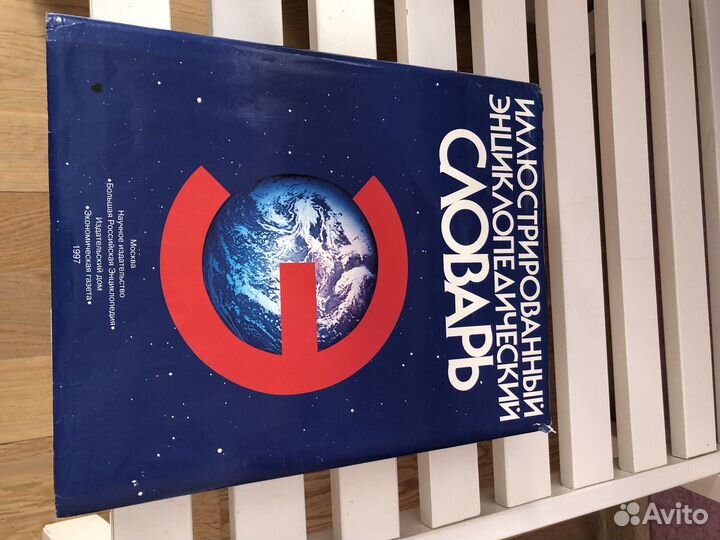 ИЛЛЮСТРИРОВАННЫЙ
ЭНЦИКЛОПЕДИЧЕСКИЙ
СЛОВАРЬ
Москва
Научное издательство
•Большая Российская Энциклопедия•
Издательский дом
•Экономическая газета•
1997
Avito